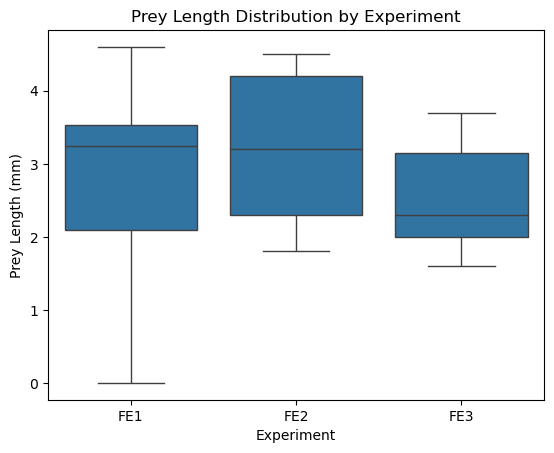 Prey Length Distribution by Experiment
Prey Length (mm)
4
3
2
1
0
FE1 FE2 FE3
Experiment